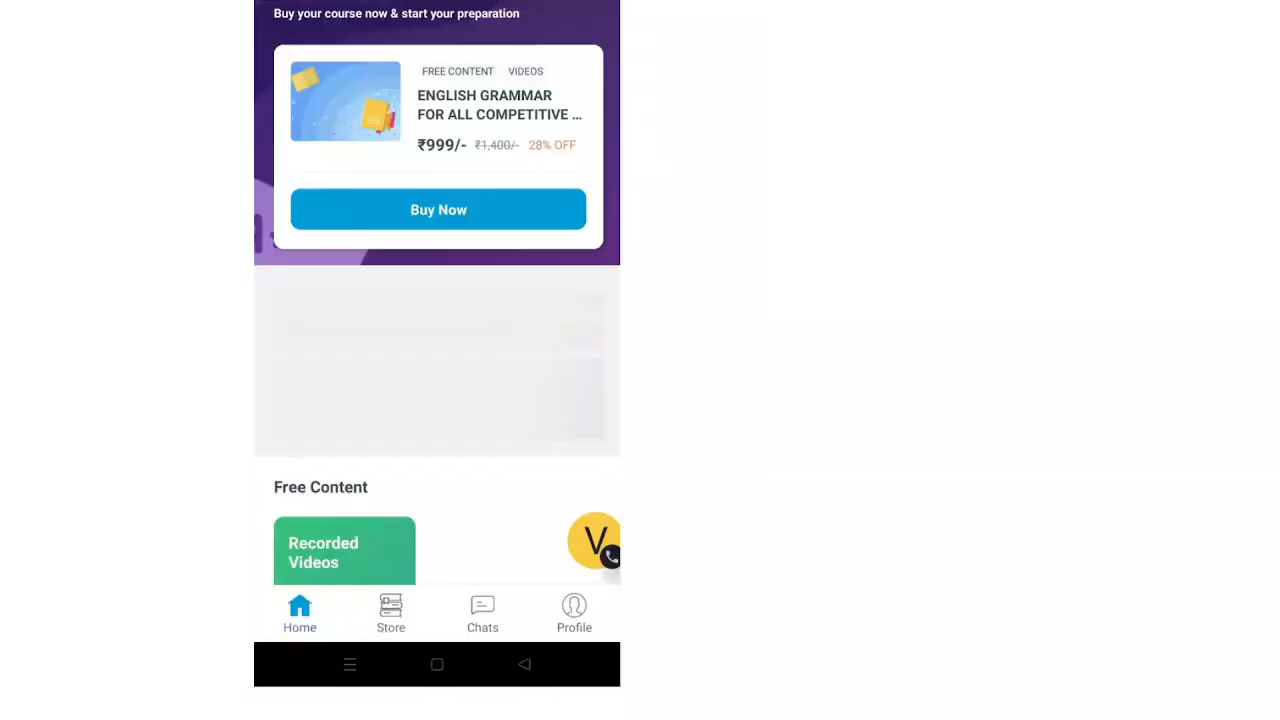 Buy your course now & start your preparation
FREE CONTENT VIDEOS
ENGLISH GRAMMAR
FOR ALL COMPETITIVE ...
₹999/- ₹1,400/- 28% OFF
Buy Now
Free Content
Recorded
Videos
V
Home Store Chats Profile